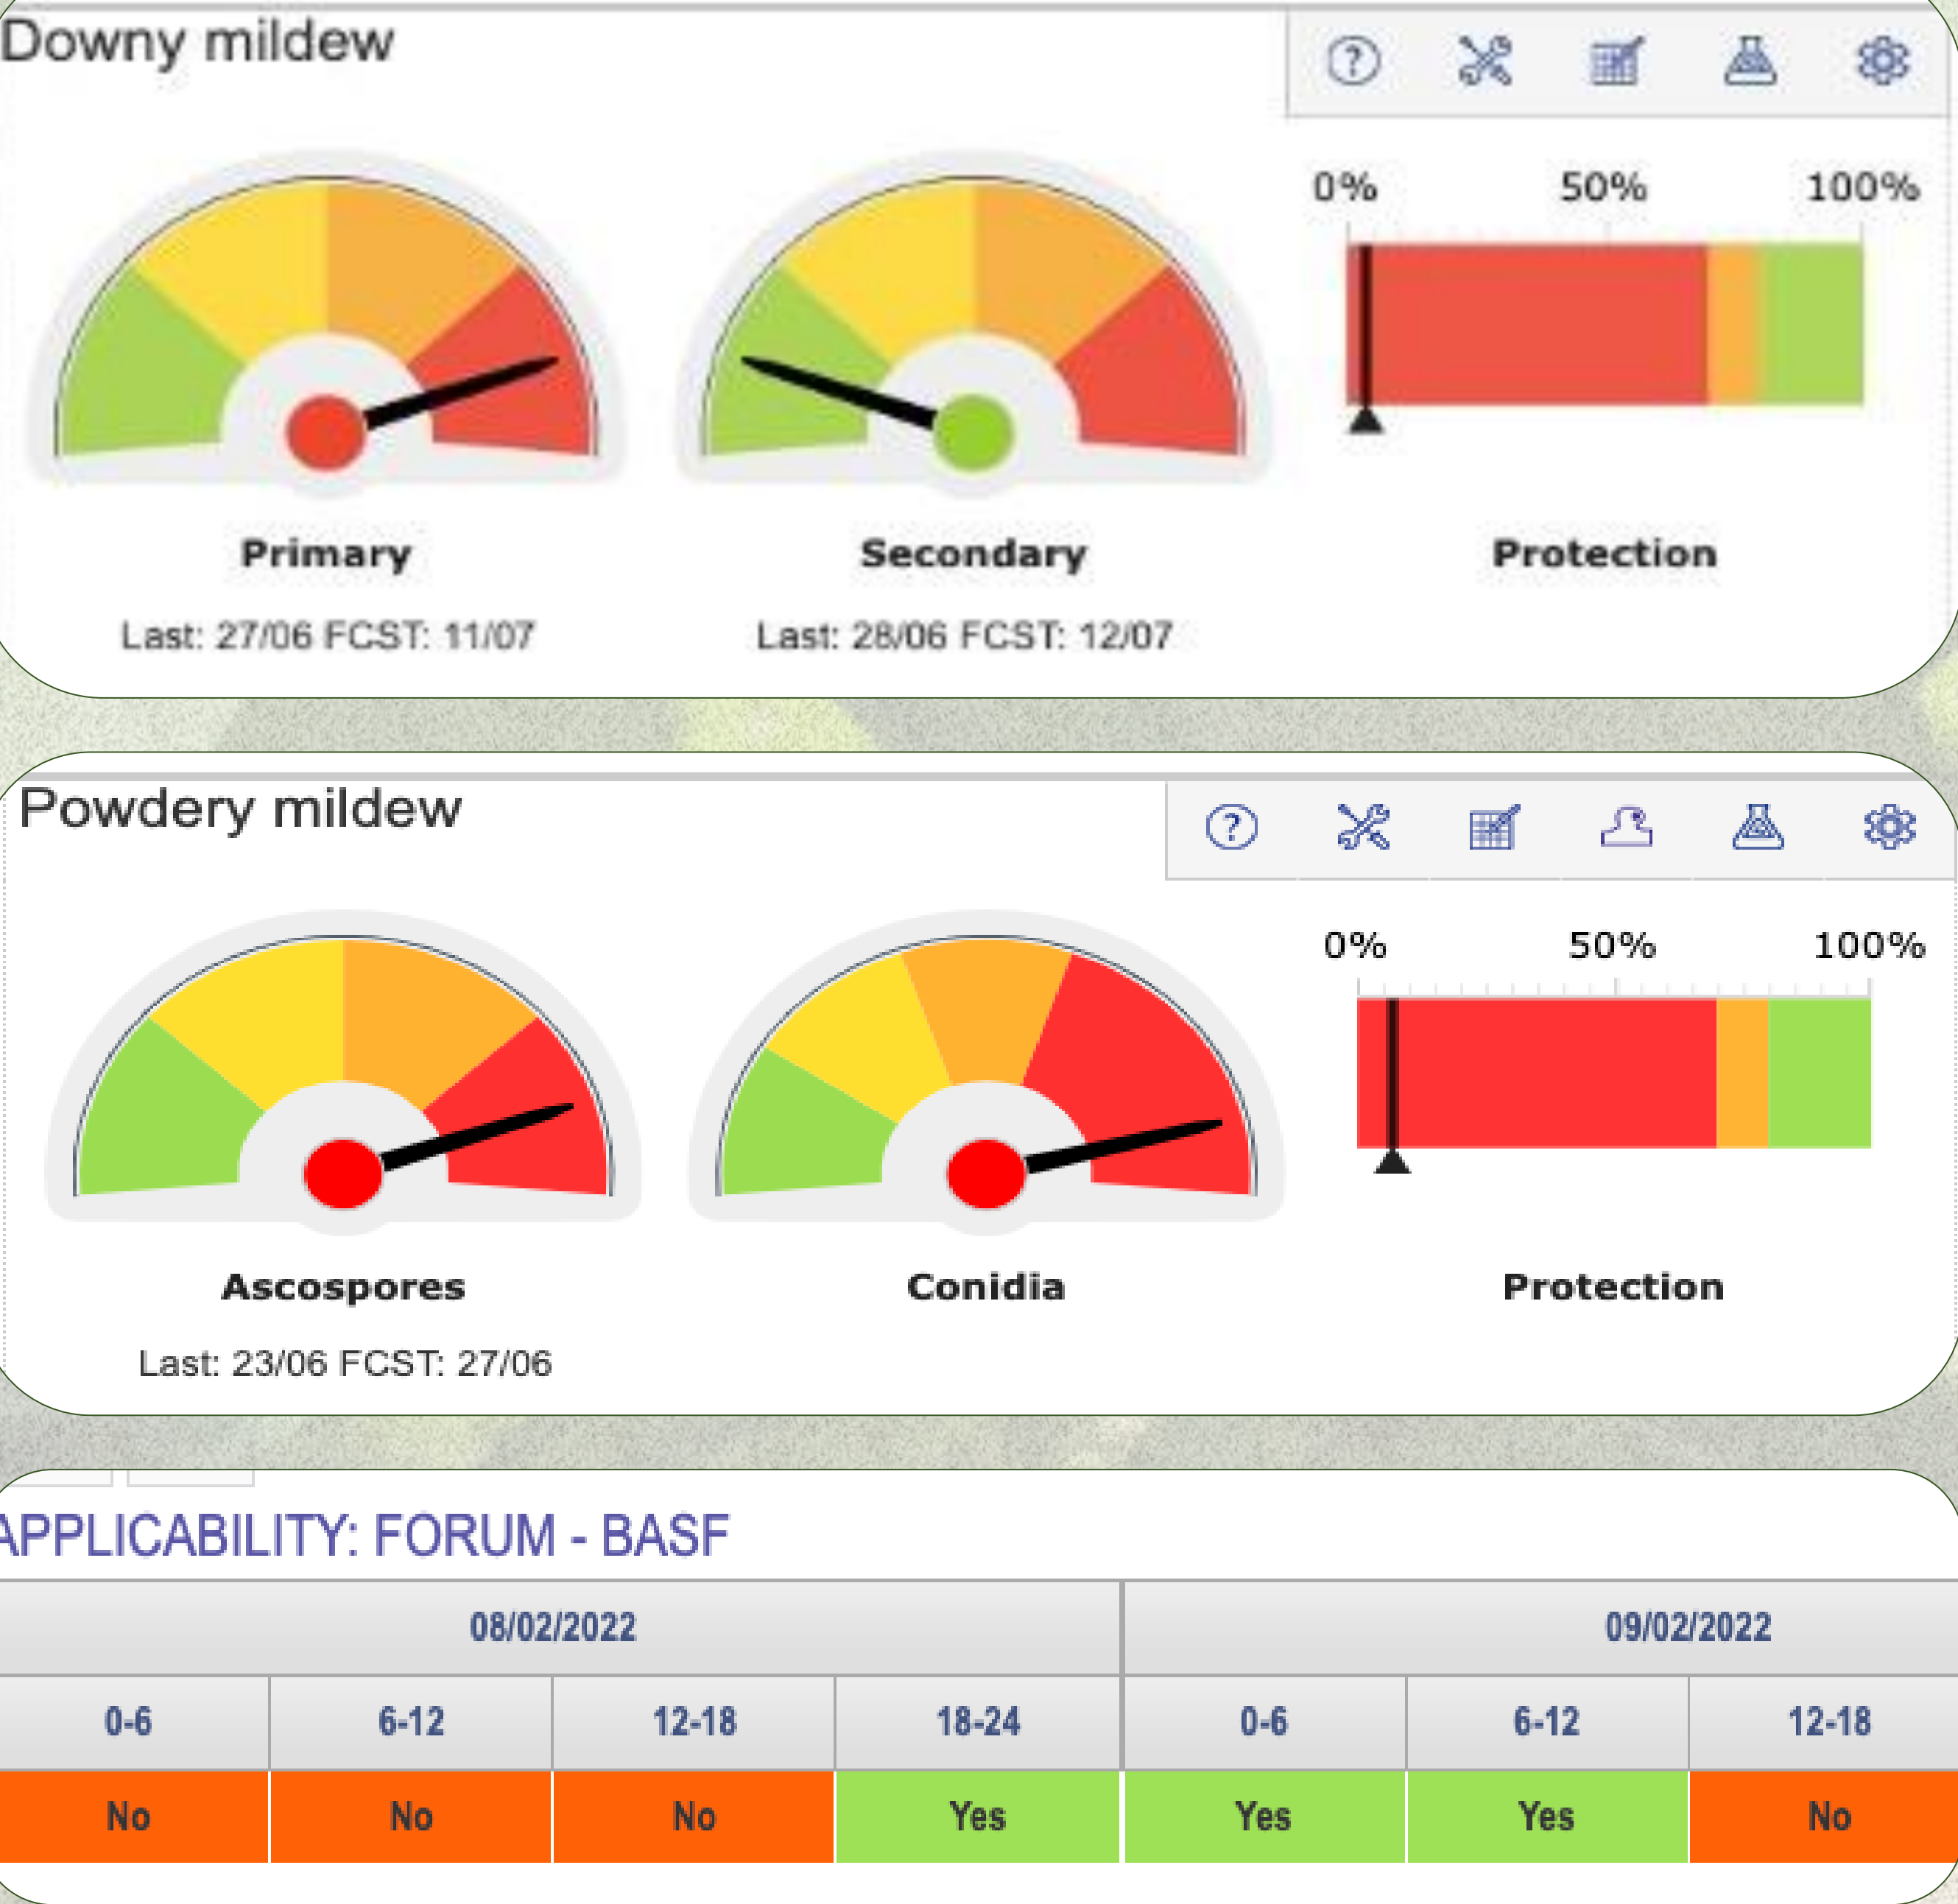 Downy mildew
?
0% 50% 100%
Primary Secondary Protection
Last: 27/06 FCST: 11/07 Last: 28/06 FCST: 12/07
Powdery mildew
?
0% 50% 100%
Ascospores Conidia Protection
Last: 23/06 FCST: 27/06
APPLICABILITY: FORUM - BASF
08/02/2022 09/02/2022
0-6 6-12 12-18 18-24 0-6 6-12 12-18
No No No Yes Yes Yes No